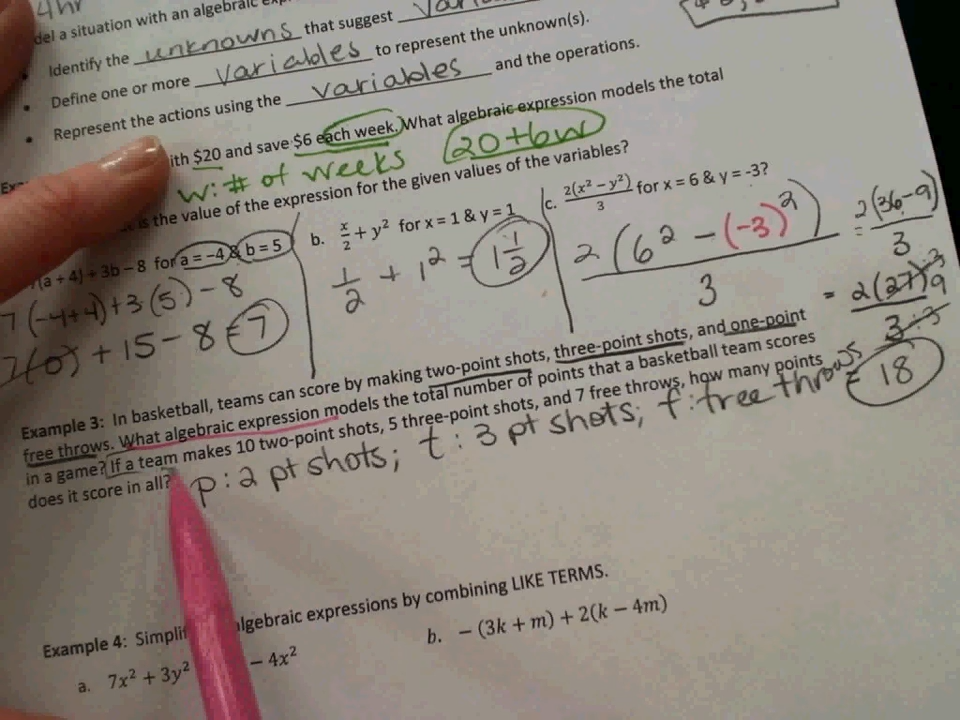 4hr
del a situation with an algebraic
Identify the unknowns that suggest
Define one or more variables to represent the unknown(s).
Represent the actions using the variables and the operations.
ith $20 and save $6 each week. What algebraic expression models the total
w: # of weeks 20+6w
is the value of the expression for the given values of the variables?
(a + 4) + 3b – 8 for a = –4 & b = 5
7(-4+4)+3(5)-8
7(0)+15-8=7
b. x/2 + y² for x = 1 & y = 1
1/2 + 1² = 1 1/2
c. 2(x² – y²)/3 for x = 6 & y = -3?
2(6² - (-3)²)/3 = 2(36-9)/3
= 2(27)9/3
= 18
Example 3: In basketball, teams can score by making two-point shots, three-point shots, and one-point
free throws. What algebraic expression models the total number of points that a basketball team scores
in a game? If a team makes 10 two-point shots, 5 three-point shots, and 7 free throws, how many points
does it score in all?
p: 2 pt shots; t: 3 pt shots; f: free throws
Example 4: Simplif lgebraic expressions by combining LIKE TERMS.
a. 7x² + 3y² – 4x²
b. – (3k + m) + 2(k – 4m)